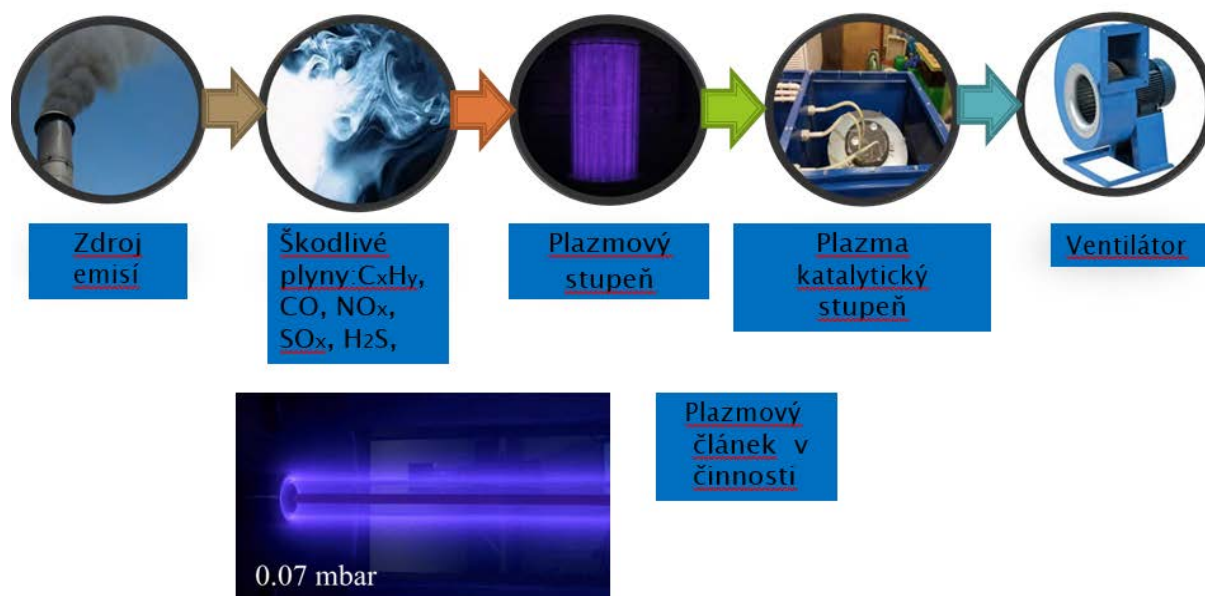 Zdroj
emisí
Škodlivé
plyny:CxHy,
CO, NOx,
SOx, H2S,
Plazmový
stupeň
Plazma
katalytický
stupeň
Ventilátor
0.07 mbar
Plazmový
článek v
činnosti